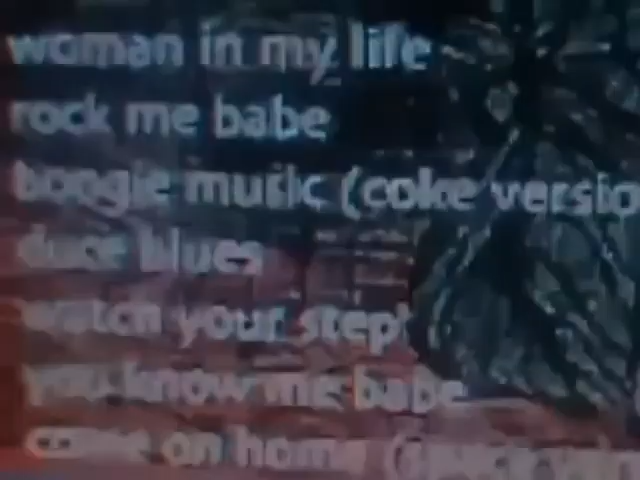 woman in my life
rock me babe
boogie music (coke versio
duce blues
watch your step
you know me babe
come on home (